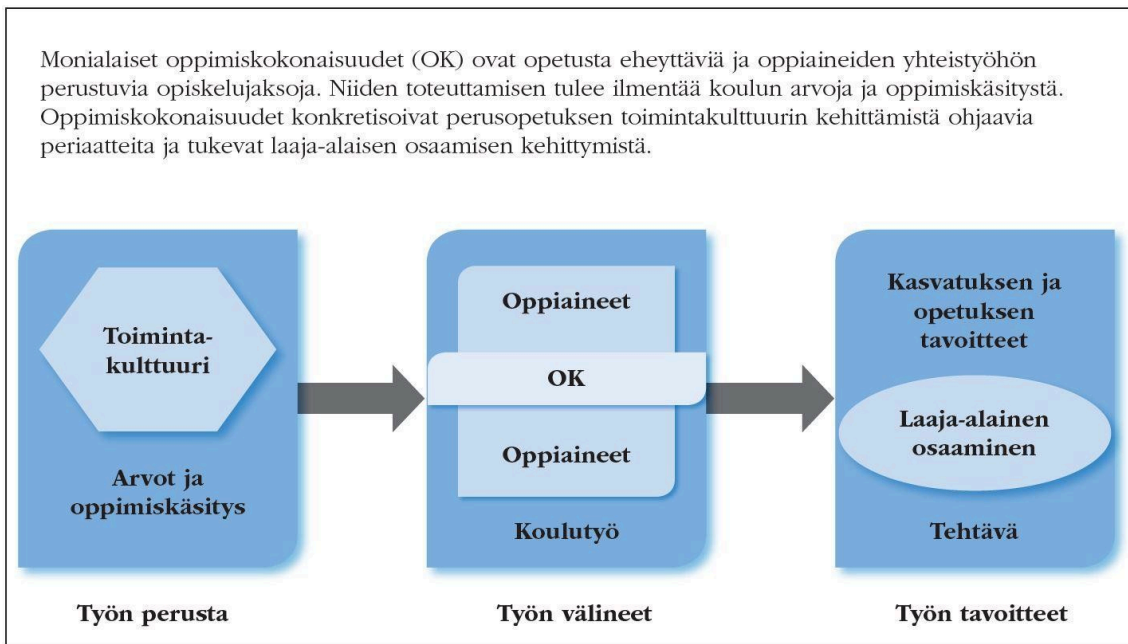 Monialaiset oppimiskokonaisuudet (OK) ovat opetusta eheyttäviä ja oppiaineiden yhteistyöhön
perustuvia opiskelujaksoja. Niiden toteuttamisen tulee ilmentää koulun arvoja ja oppimiskäsitystä.
Oppimiskokonaisuudet konkretisoivat perusopetuksen toimintakulttuurin kehittämistä ohjaavia
periaatteita ja tukevat laaja-alaisen osaamisen kehittymistä.
Toiminta-
kulttuuri
Arvot ja
oppimiskäsitys
Työn perusta
Oppiaineet
OK
Oppiaineet
Koulutyö
Työn välineet
Kasvatuksen ja
opetuksen
tavoitteet
Laaja-alainen
osaaminen
Tehtävä
Työn tavoitteet